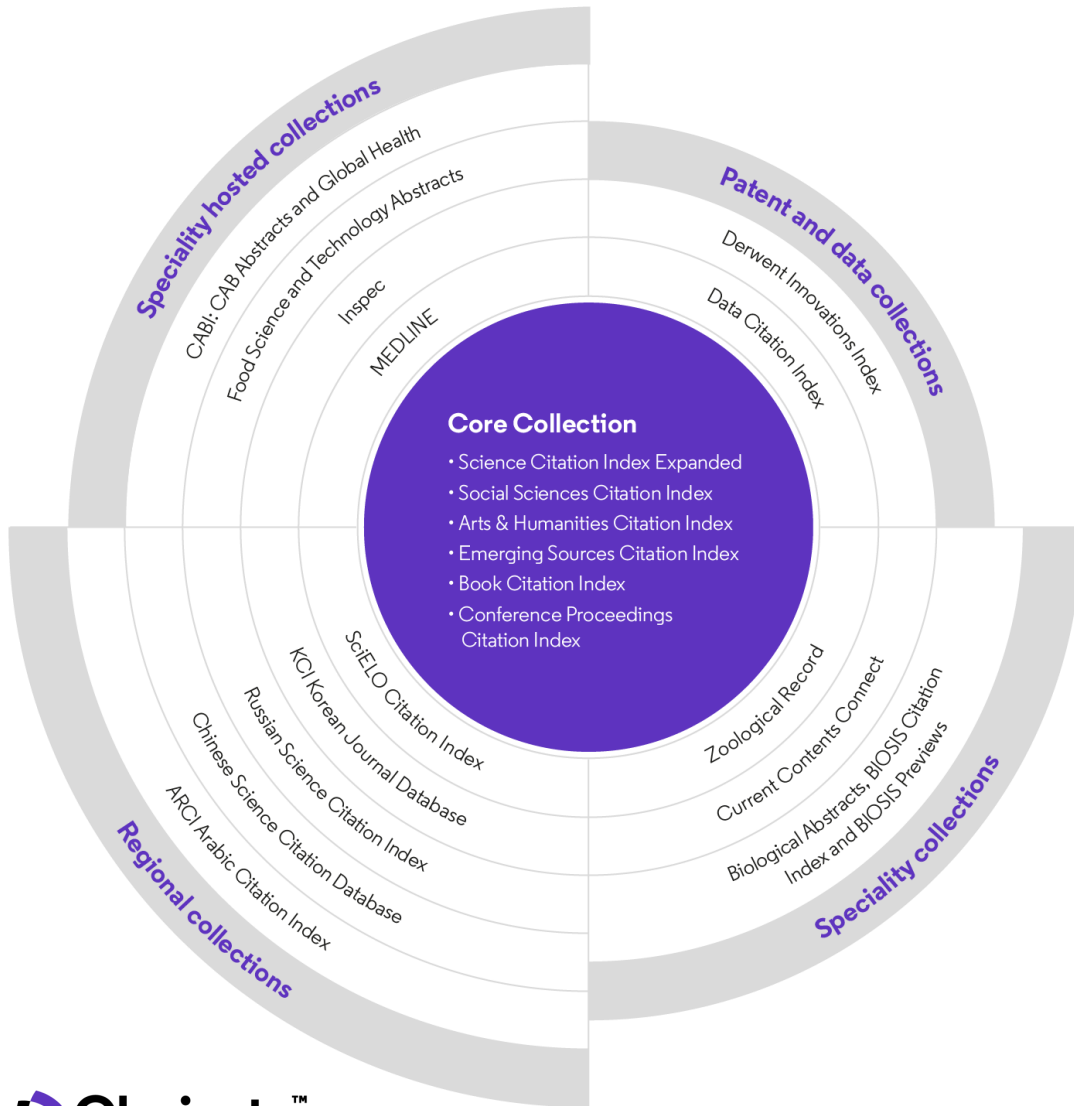 Speciality hosted collections
CABI: CAB Abstracts and Global Health
Food Science and Technology Abstracts
Inspec
MEDLINE
Patent and data collections
Derwent Innovations Index
Data Citation Index
Core Collection
• Science Citation Index Expanded
• Social Sciences Citation Index
• Arts & Humanities Citation Index
• Emerging Sources Citation Index
• Book Citation Index
• Conference Proceedings
Citation Index
SciELO Citation Index
KCI Korean Journal Database
Russian Science Citation Index
Chinese Science Citation Database
ARCI Arabic Citation Index
Regional collections
Zoological Record
Current Contents Connect
Biological Abstracts, BIOSIS Citation
Index and BIOSIS Previews
Speciality collections
Clarivate™